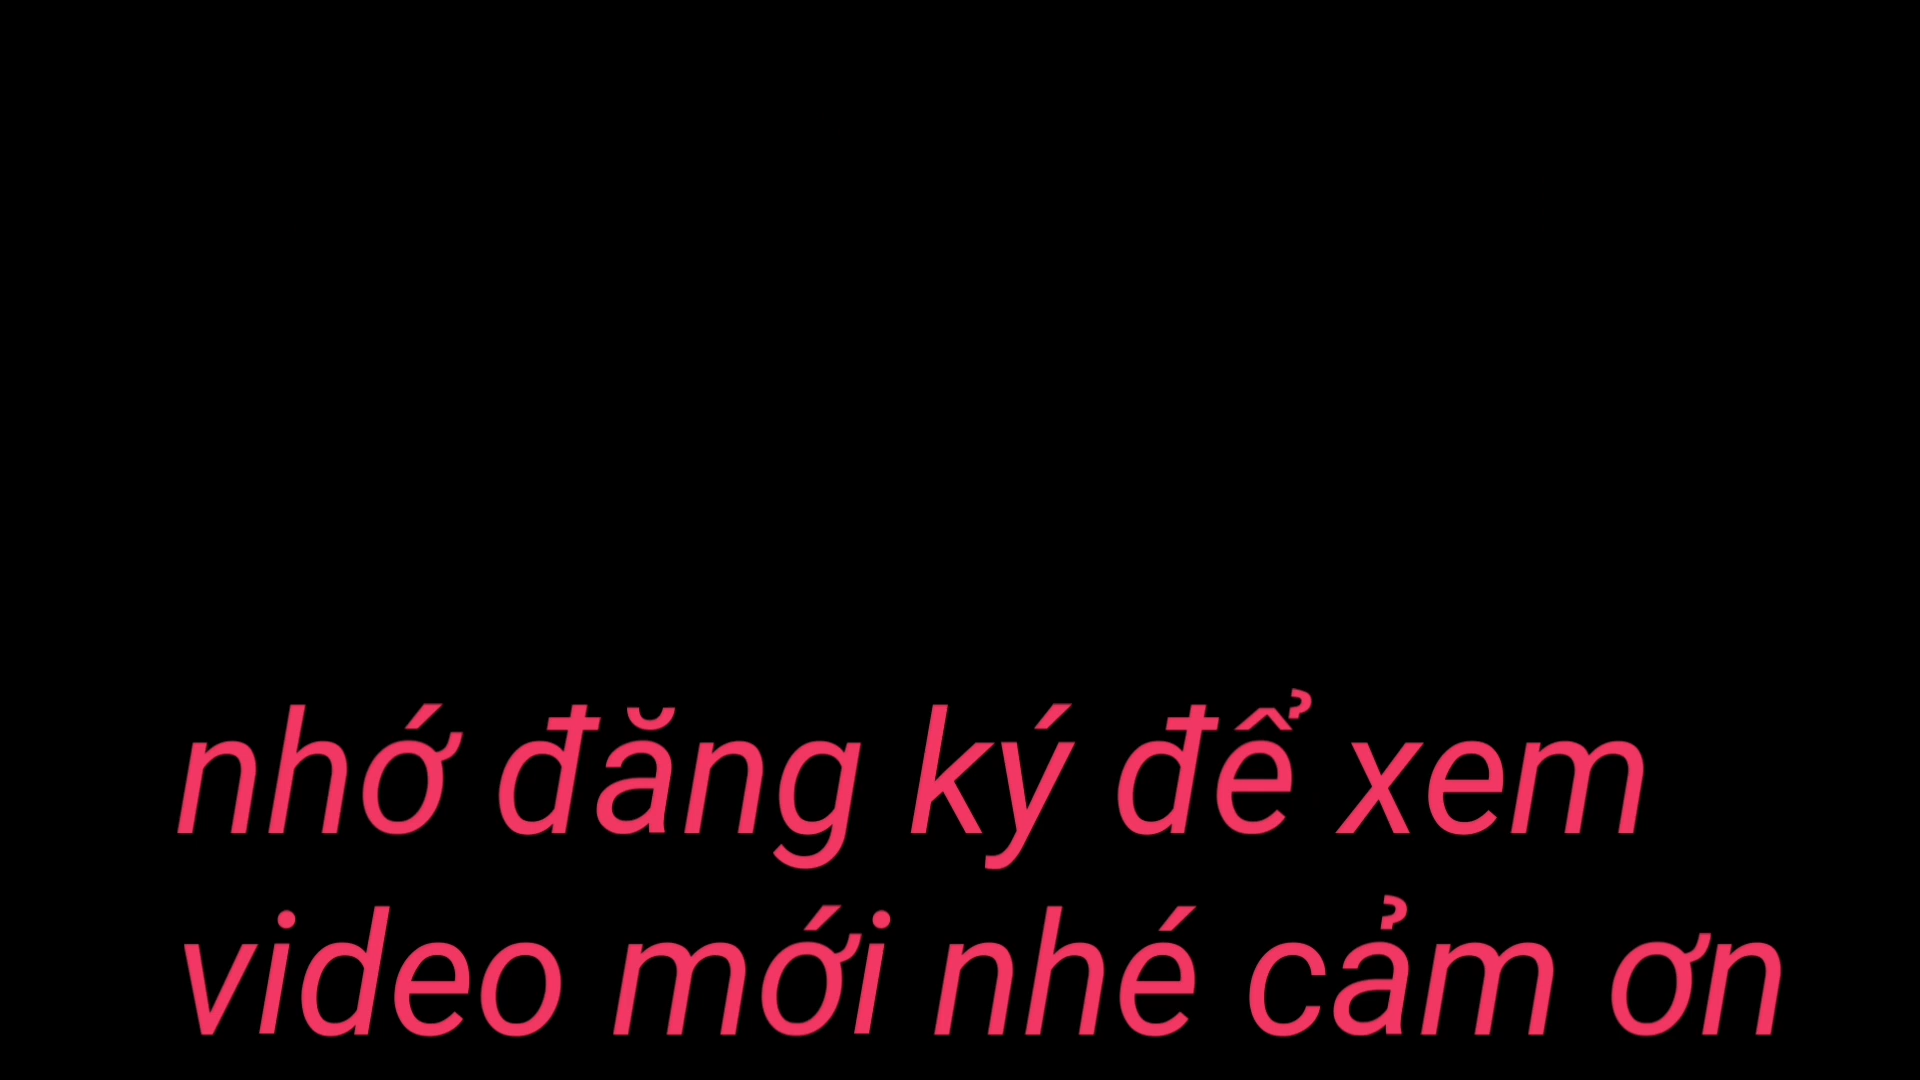 nhớ đăng ký để xem
video mới nhé cảm ơn